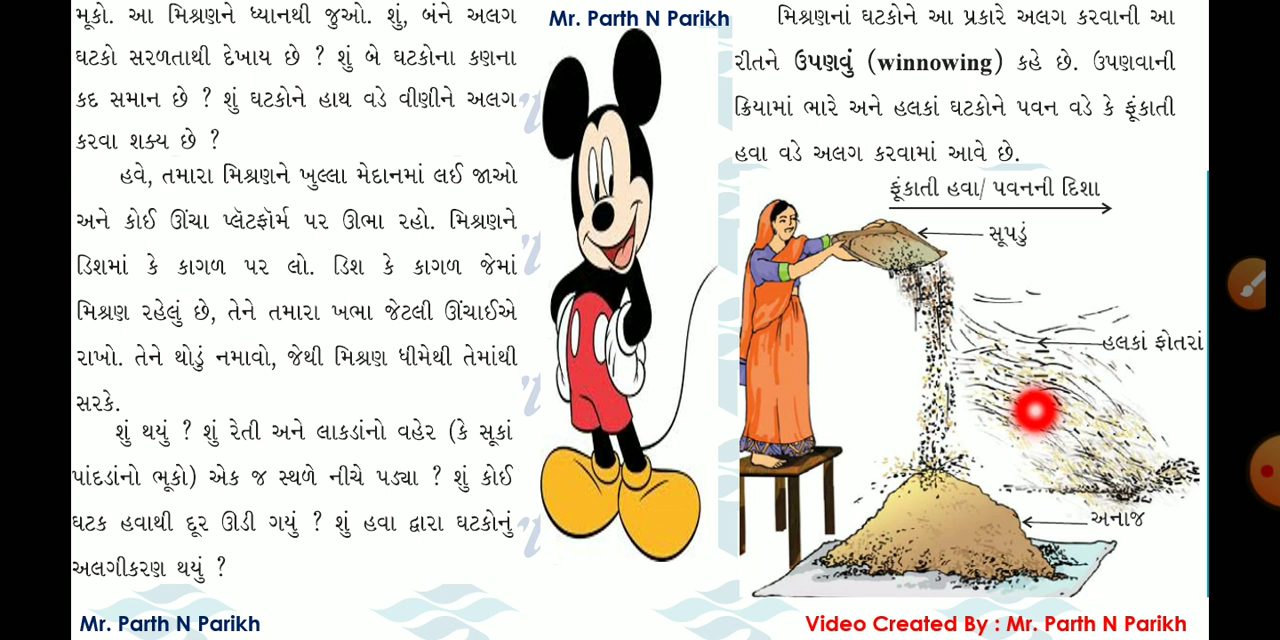 મૂકો. આ મિશ્રણને ધ્યાનથી જુઓ. શું, બંને અલગ
ઘટકો સરળતાથી દેખાય છે ? શું બે ઘટકોના કણના
કદ સમાન છે ? શું ઘટકોને હાથ વડે વીણીને અલગ
કરવા શક્ય છે ?
હવે, તમારા મિશ્રણને ખુલ્લા મેદાનમાં લઈ જાઓ
અને કોઈ ઊંચા પ્લૅટફૉર્મ પર ઊભા રહો. મિશ્રણને
ડિશમાં કે કાગળ પર લો. ડિશ કે કાગળ જેમાં
મિશ્રણ રહેલું છે, તેને તમારા ખભા જેટલી ઊંચાઈએ
રાખો. તેને થોડું નમાવો, જેથી મિશ્રણ ધીમેથી તેમાંથી
સરકે.
શું થયું ? શું રેતી અને લાકડાંનો વહેર (કે સૂકાં
પાંદડાંનો ભૂકો) એક જ સ્થળે નીચે પડ્યા ? શું કોઈ
ઘટક હવાથી દૂર ઊડી ગયું ? શું હવા દ્વારા ઘટકોનું
અલગીકરણ થયું ?
Mr. Parth N Parikh
Mr. Parth N Parikh
મિશ્રણનાં ઘટકોને આ પ્રકારે અલગ કરવાની આ
રીતને ઉપણવું (winnowing) કહે છે. ઉપણવાની
ક્રિયામાં ભારે અને હલકાં ઘટકોને પવન વડે કે ફૂંકાતી
હવા વડે અલગ કરવામાં આવે છે.
ફૂંકાતી હવા/ પવનની દિશા
સૂપડું
હલકાં ફોતરાં
અનાજ
Video Created By : Mr. Parth N Parikh